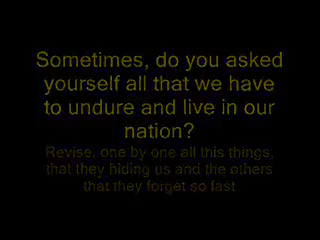 Sometimes, do you asked
yourself all that we have
to undure and live in our
nation?
Revise, one by one all this things,
that they hiding us and the others
that they forget so fast